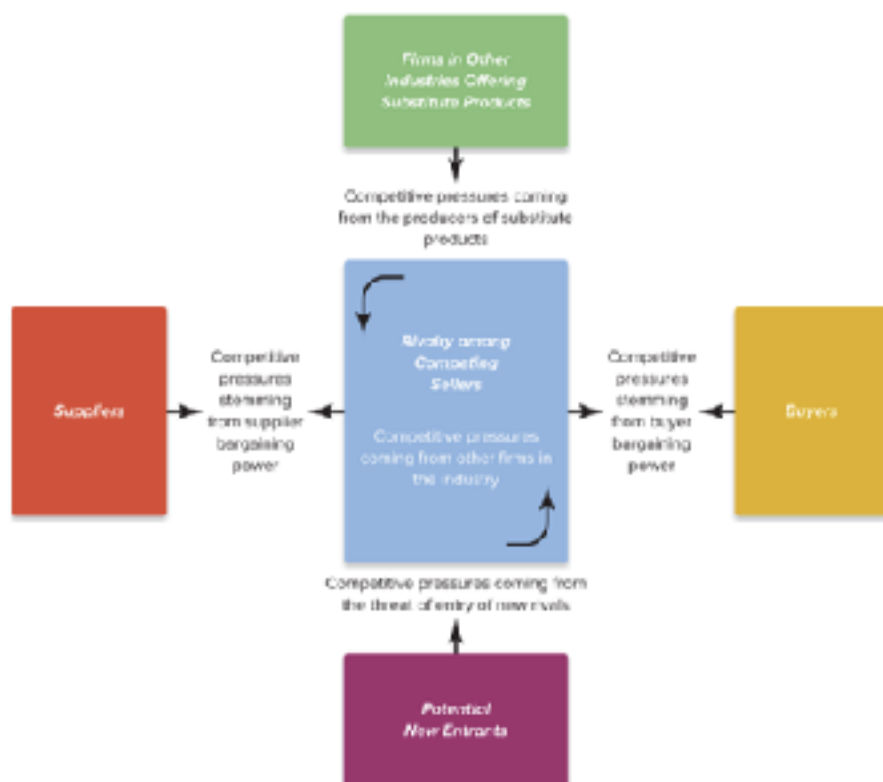 Firms in Other
Industries Offering
Substitute Products
Competitive pressures coming
from the producers of substitute
products
Suppliers
Competitive
pressures
stemming
from supplier
bargaining
power
Rivalry among
Competing
Sellers
Competitive pressures
coming from other firms in
the industry
Competitive
pressures
stemming
from buyer
bargaining
power
Buyers
Competitive pressures coming from
the threat of entry of new rivals
Potential
New Entrants